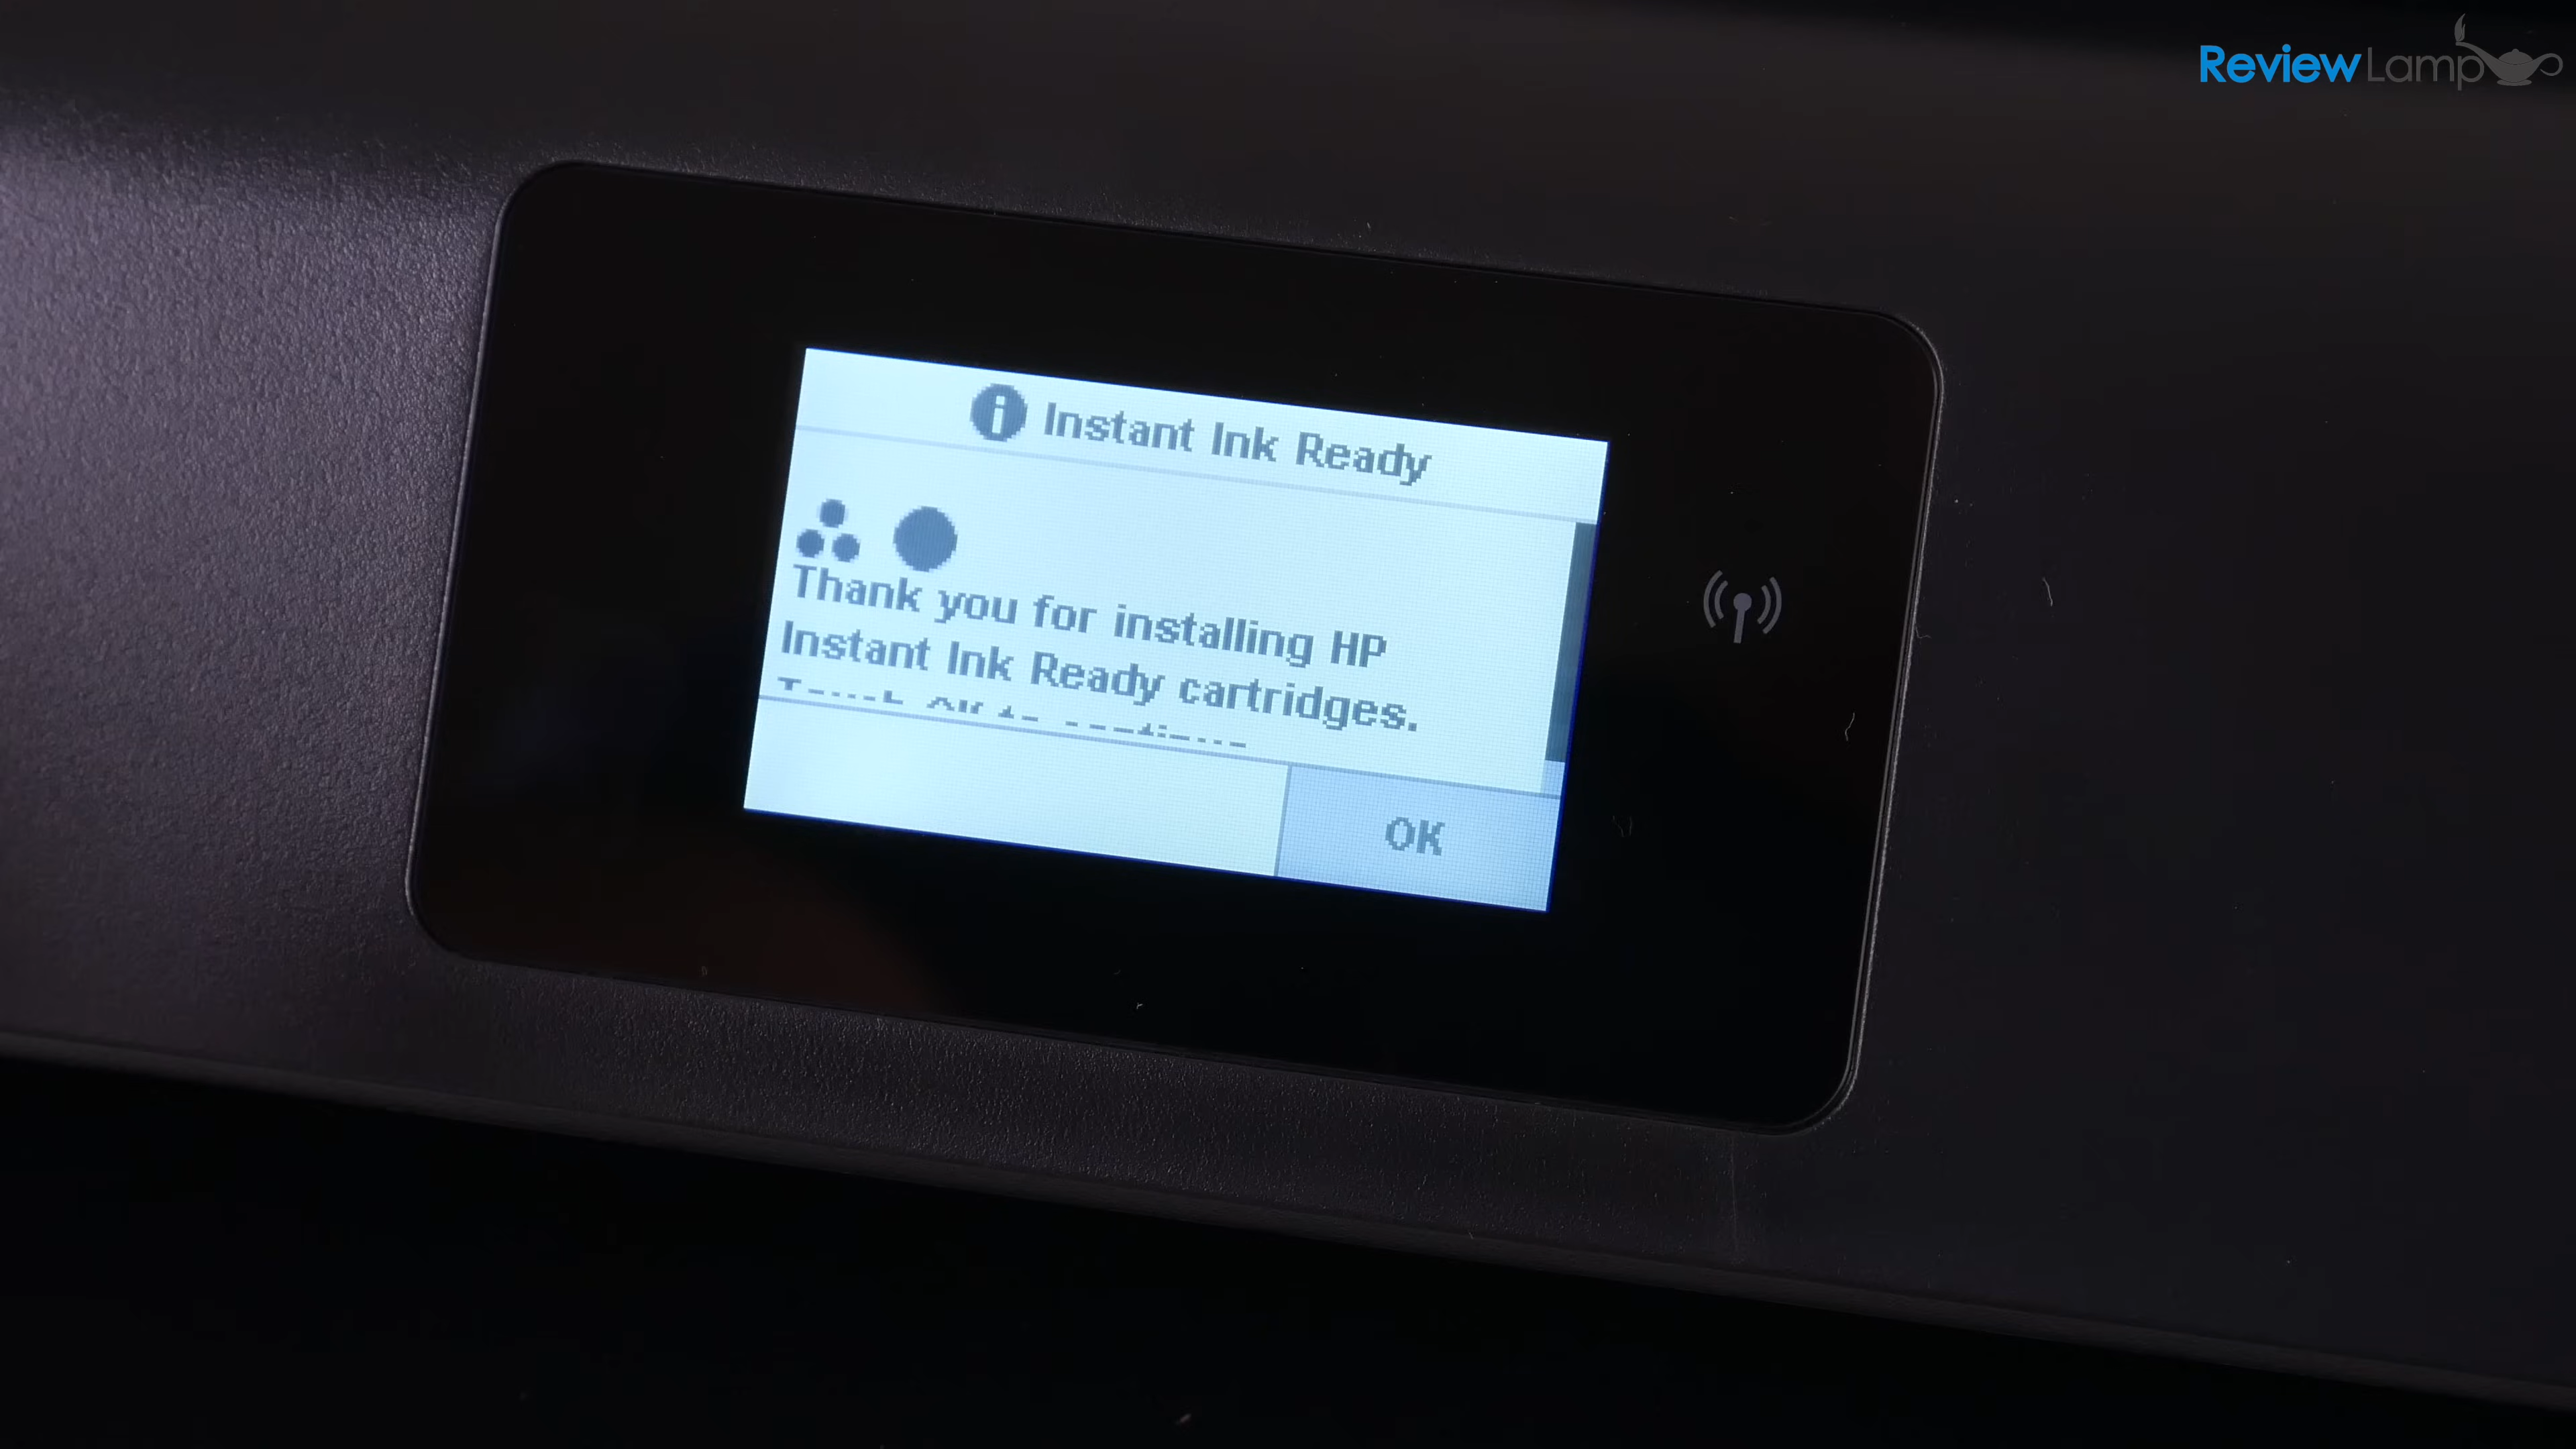 ReviewLamp
Instant Ink Ready
Thank you for installing HP
Instant Ink Ready cartridges.
OK